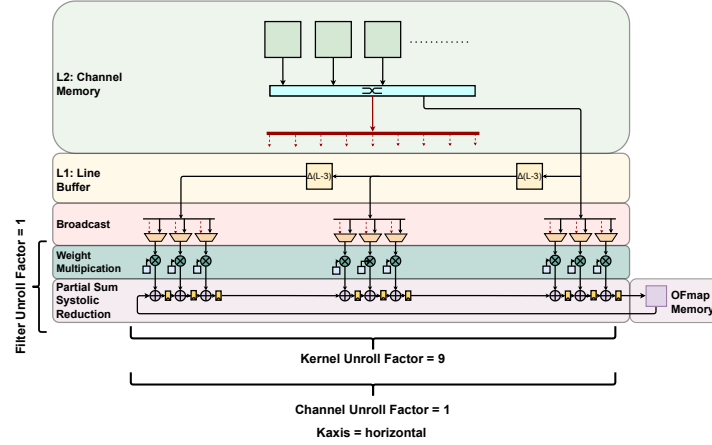 L2: Channel
Memory
L1: Line
Buffer
Δ(L-3)
Δ(L-3)
Broadcast
Weight
Multipication
Partial Sum
Systolic
Reduction
OFmap
Memory
Filter Unroll Factor = 1
Kernel Unroll Factor = 9
Channel Unroll Factor = 1
Kaxis = horizontal